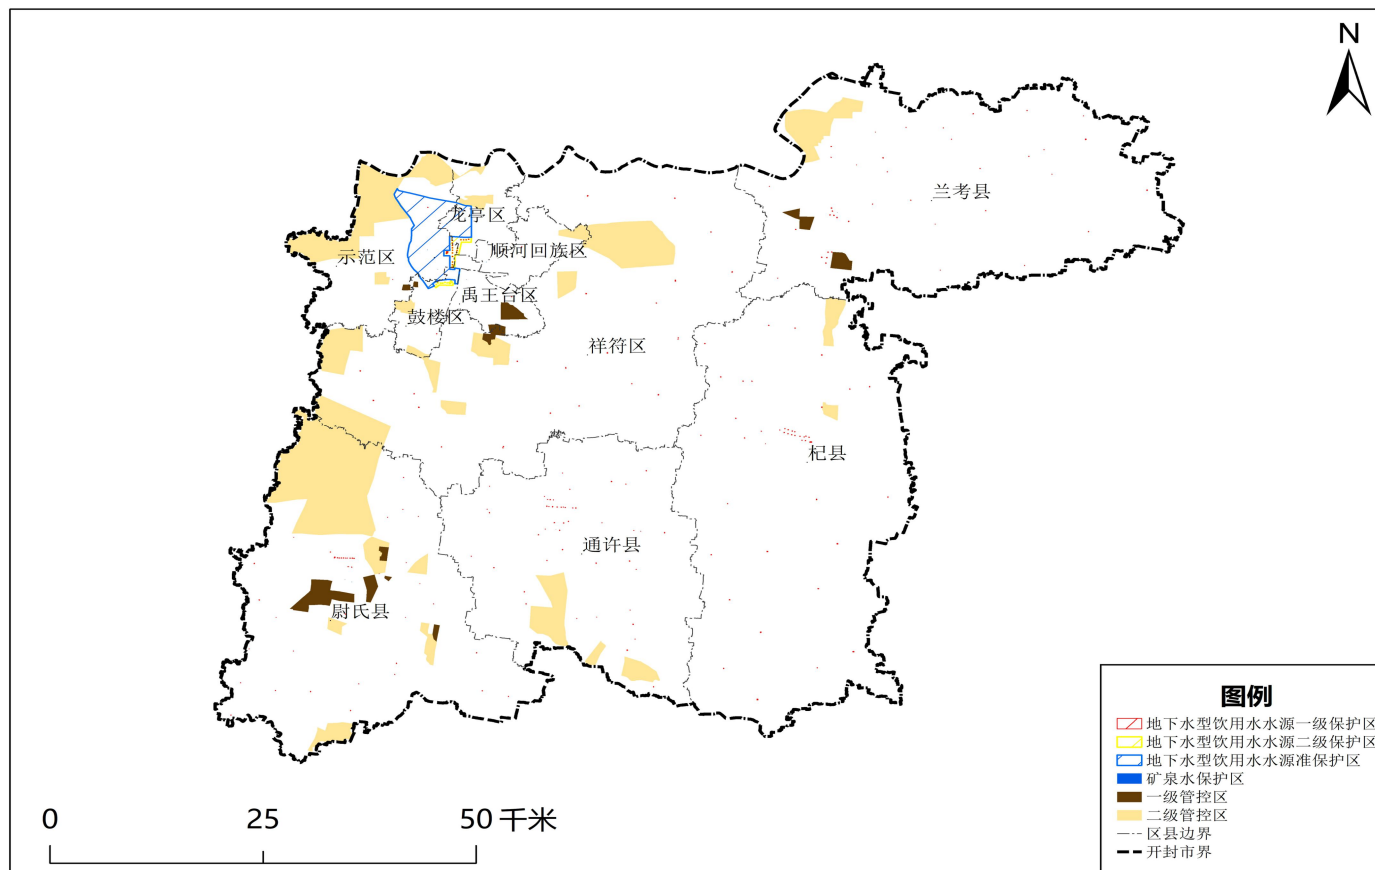 N
兰考县
龙亭区
顺河回族区
示范区
禹王台区
鼓楼区
祥符区
杞县
通许县
尉氏县
0 25 50 千米
图例
地下水型饮用水水源一级保护区
地下水型饮用水水源二级保护区
地下水型饮用水水源准保护区
矿泉水保护区
一级管控区
二级管控区
区县边界
开封市界